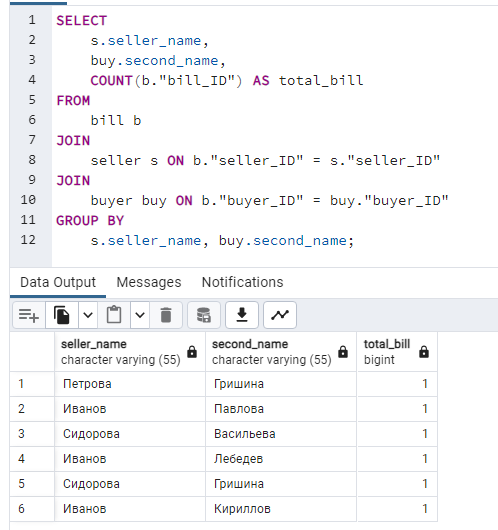 1 SELECT
2 s.seller_name,
3 buy.second_name,
4 COUNT(b."bill_ID") AS total_bill
5 FROM
6 bill b
7 JOIN
8 seller s ON b."seller_ID" = s."seller_ID"
9 JOIN
10 buyer buy ON b."buyer_ID" = buy."buyer_ID"
11 GROUP BY
12 s.seller_name, buy.second_name;
Data Output Messages Notifications
seller_name second_name total_bill
character varying (55) character varying (55) bigint
1 Петрова Гришина 1
2 Иванов Павлова 1
3 Сидорова Васильева 1
4 Иванов Лебедев 1
5 Сидорова Гришина 1
6 Иванов Кириллов 1